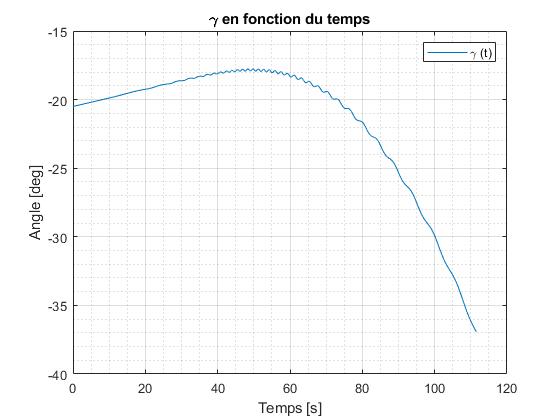 γ en fonction du temps
γ (t)
-15
-20
-25
-30
-35
-40
Angle [deg]
0 20 40 60 80 100 120
Temps [s]